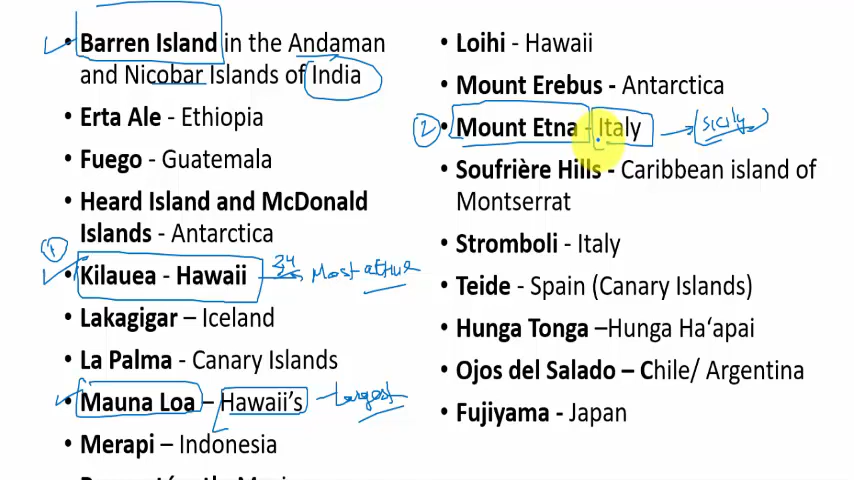 • Barren Island in the Andaman
and Nicobar Islands of India
• Erta Ale - Ethiopia
• Fuego - Guatemala
• Heard Island and McDonald
Islands - Antarctica
1
• Kilauea - Hawaii 34 Most active
• Lakagigar – Iceland
• La Palma - Canary Islands
• Mauna Loa – Hawaii's Largest
• Merapi – Indonesia
• Loihi - Hawaii
• Mount Erebus - Antarctica
2 • Mount Etna - Italy → Sicily
• Soufrière Hills - Caribbean island of
Montserrat
• Stromboli - Italy
• Teide - Spain (Canary Islands)
• Hunga Tonga –Hunga Haʻapai
• Ojos del Salado – Chile/ Argentina
• Fujiyama - Japan